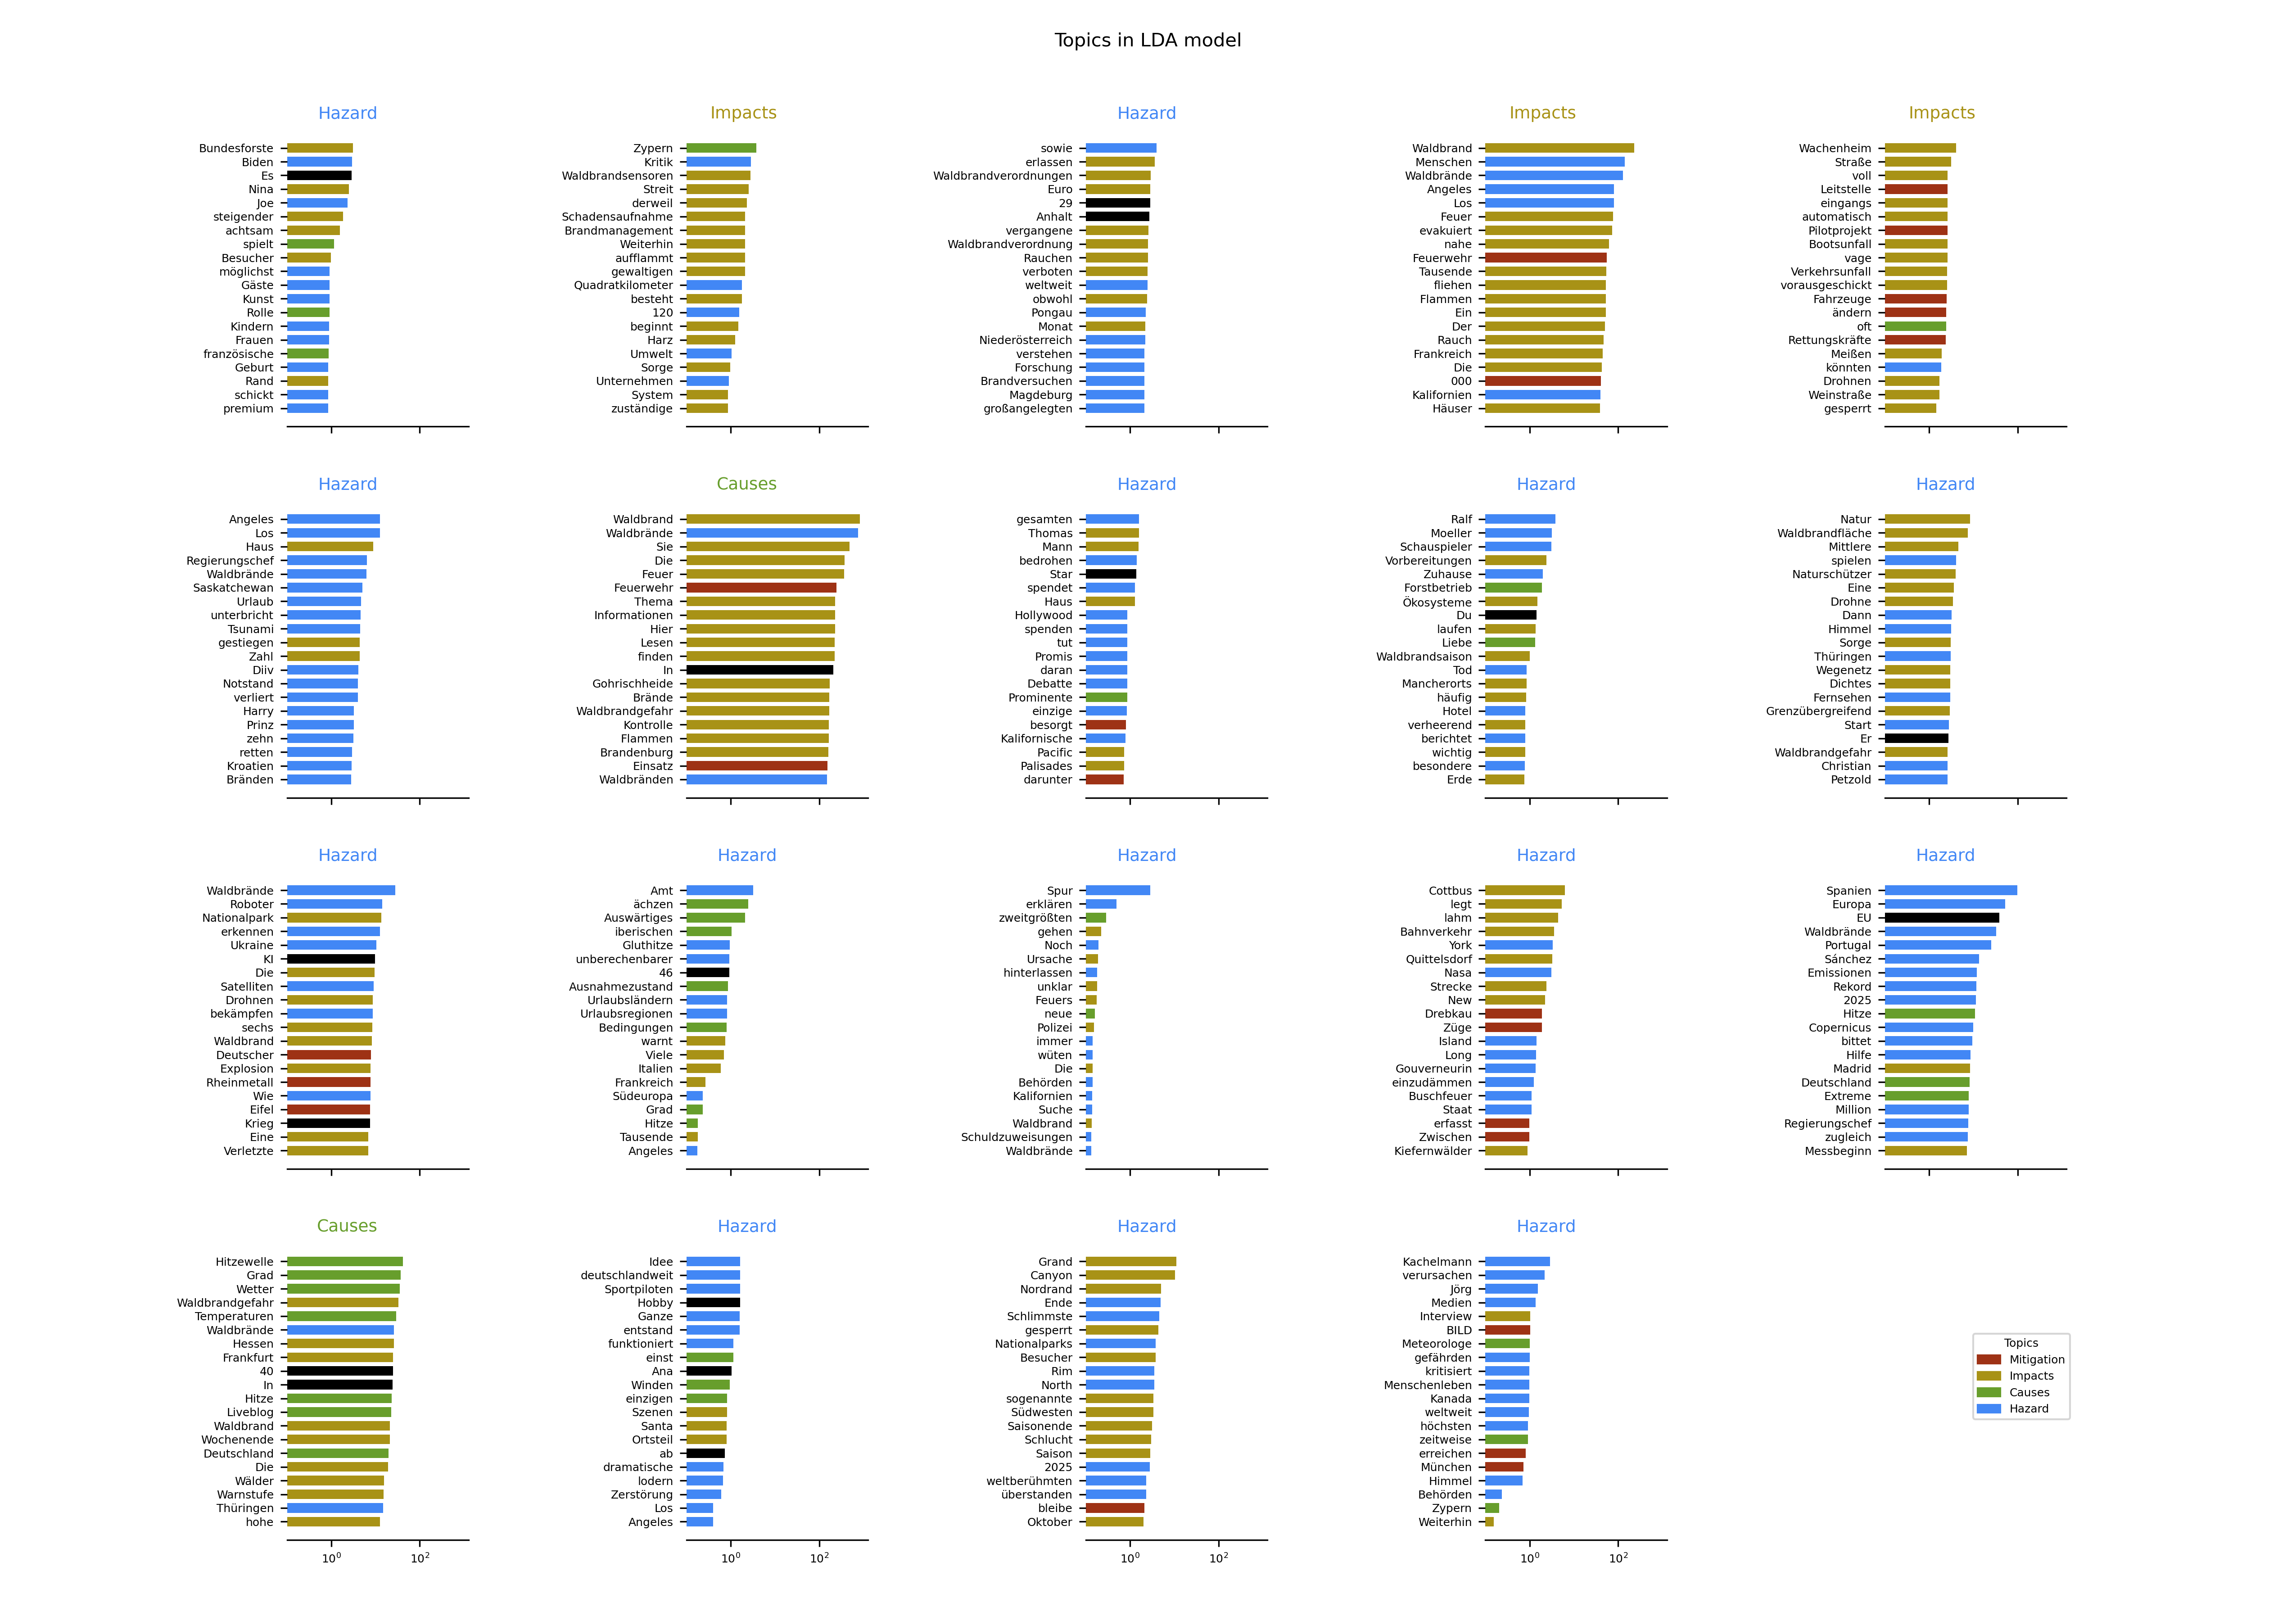 Topics in LDA model
Hazard
Bundesforste
Biden
Es
Nina
Joe
steigender
achtsam
spielt
Besucher
möglichst
Gäste
Kunst
Rolle
Kindern
Frauen
französische
Geburt
Rand
schickt
premium
Impacts
Zypern
Kritik
Waldbrandsensoren
Streit
derweil
Schadensaufnahme
Brandmanagement
Weiterhin
aufflammt
gewaltigen
Quadratkilometer
besteht
120
beginnt
Harz
Umwelt
Sorge
Unternehmen
System
zuständige
Hazard
sowie
erlassen
Waldbrandverordnungen
Euro
29
Anhalt
vergangene
Waldbrandverordnung
Rauchen
verboten
weltweit
obwohl
Pongau
Monat
Niederösterreich
verstehen
Forschung
Brandversuchen
Magdeburg
großangelegten
Impacts
Waldbrand
Menschen
Waldbrände
Angeles
Los
Feuer
evakuiert
nahe
Feuerwehr
Tausende
fliehen
Flammen
Ein
Der
Rauch
Frankreich
Die
000
Kalifornien
Häuser
Impacts
Wachenheim
Straße
voll
Leitstelle
eingangs
automatisch
Pilotprojekt
Bootsunfall
vage
Verkehrsunfall
vorausgeschickt
Fahrzeuge
ändern
oft
Rettungskräfte
Meißen
könnten
Drohnen
Weinstraße
gesperrt
Hazard
Angeles
Los
Haus
Regierungschef
Waldbrände
Saskatchewan
Urlaub
unterbricht
Tsunami
gestiegen
Zahl
Diiv
Notstand
verliert
Harry
Prinz
zehn
retten
Kroatien
Bränden
Causes
Waldbrand
Waldbrände
Sie
Die
Feuer
Feuerwehr
Thema
Informationen
Hier
Lesen
finden
In
Gohrischheide
Brände
Waldbrandgefahr
Kontrolle
Flammen
Brandenburg
Einsatz
Waldbränden
Hazard
gesamten
Thomas
Mann
bedrohen
Star
spendet
Haus
Hollywood
spenden
tut
Promis
daran
Debatte
Prominente
einzige
besorgt
Kalifornische
Pacific
Palisades
darunter
Hazard
Ralf
Moeller
Schauspieler
Vorbereitungen
Zuhause
Forstbetrieb
Ökosysteme
Du
laufen
Liebe
Waldbrandsaison
Tod
Mancherorts
häufig
Hotel
verheerend
berichtet
wichtig
besondere
Erde
Hazard
Natur
Waldbrandfläche
Mittlere
spielen
Naturschützer
Eine
Drohne
Dann
Himmel
Sorge
Thüringen
Wegenetz
Dichtes
Fernsehen
Grenzübergreifend
Start
Er
Waldbrandgefahr
Christian
Petzold
Hazard
Waldbrände
Roboter
Nationalpark
erkennen
Ukraine
KI
Die
Satelliten
Drohnen
bekämpfen
sechs
Waldbrand
Deutscher
Explosion
Rheinmetall
Wie
Eifel
Krieg
Eine
Verletzte
Hazard
Amt
ächzen
Auswärtiges
iberischen
Gluthitze
unberechenbarer
46
Ausnahmezustand
Urlaubsländern
Urlaubsregionen
Bedingungen
warnt
Viele
Italien
Frankreich
Südeuropa
Grad
Hitze
Tausende
Angeles
Hazard
Spur
erklären
zweitgrößten
gehen
Noch
Ursache
hinterlassen
unklar
Feuers
neue
Polizei
immer
wüten
Die
Behörden
Kalifornien
Suche
Waldbrand
Schuldzuweisungen
Waldbrände
Hazard
Cottbus
legt
lahm
Bahnverkehr
York
Quittelsdorf
Nasa
Strecke
New
Drebkau
Züge
Island
Long
Gouverneurin
einzudämmen
Buschfeuer
Staat
erfasst
Zwischen
Kiefernwälder
Hazard
Spanien
Europa
EU
Waldbrände
Portugal
Sánchez
Emissionen
Rekord
2025
Hitze
Copernicus
bittet
Hilfe
Madrid
Deutschland
Extreme
Million
Regierungschef
zugleich
Messbeginn
Causes
Hitzewelle
Grad
Wetter
Waldbrandgefahr
Temperaturen
Waldbrände
Hessen
Frankfurt
40
In
Hitze
Liveblog
Waldbrand
Wochenende
Deutschland
Die
Wälder
Warnstufe
Thüringen
hohe
10⁰ 10²
Hazard
Idee
deutschlandweit
Sportpiloten
Hobby
Ganze
entstand
funktioniert
einst
Ana
Winden
einzigen
Szenen
Santa
Ortsteil
ab
dramatische
lodern
Zerstörung
Los
Angeles
10⁰ 10²
Hazard
Grand
Canyon
Nordrand
Ende
Schlimmste
gesperrt
Nationalparks
Besucher
Rim
North
sogenannte
Südwesten
Saisonende
Schlucht
Saison
2025
weltberühmten
überstanden
bleibe
Oktober
10⁰ 10²
Hazard
Kachelmann
verursachen
Jörg
Medien
Interview
BILD
Meteorologe
gefährden
kritisiert
Menschenleben
Kanada
weltweit
höchsten
zeitweise
erreichen
München
Himmel
Behörden
Zypern
Weiterhin
10⁰ 10²
Topics
Mitigation
Impacts
Causes
Hazard